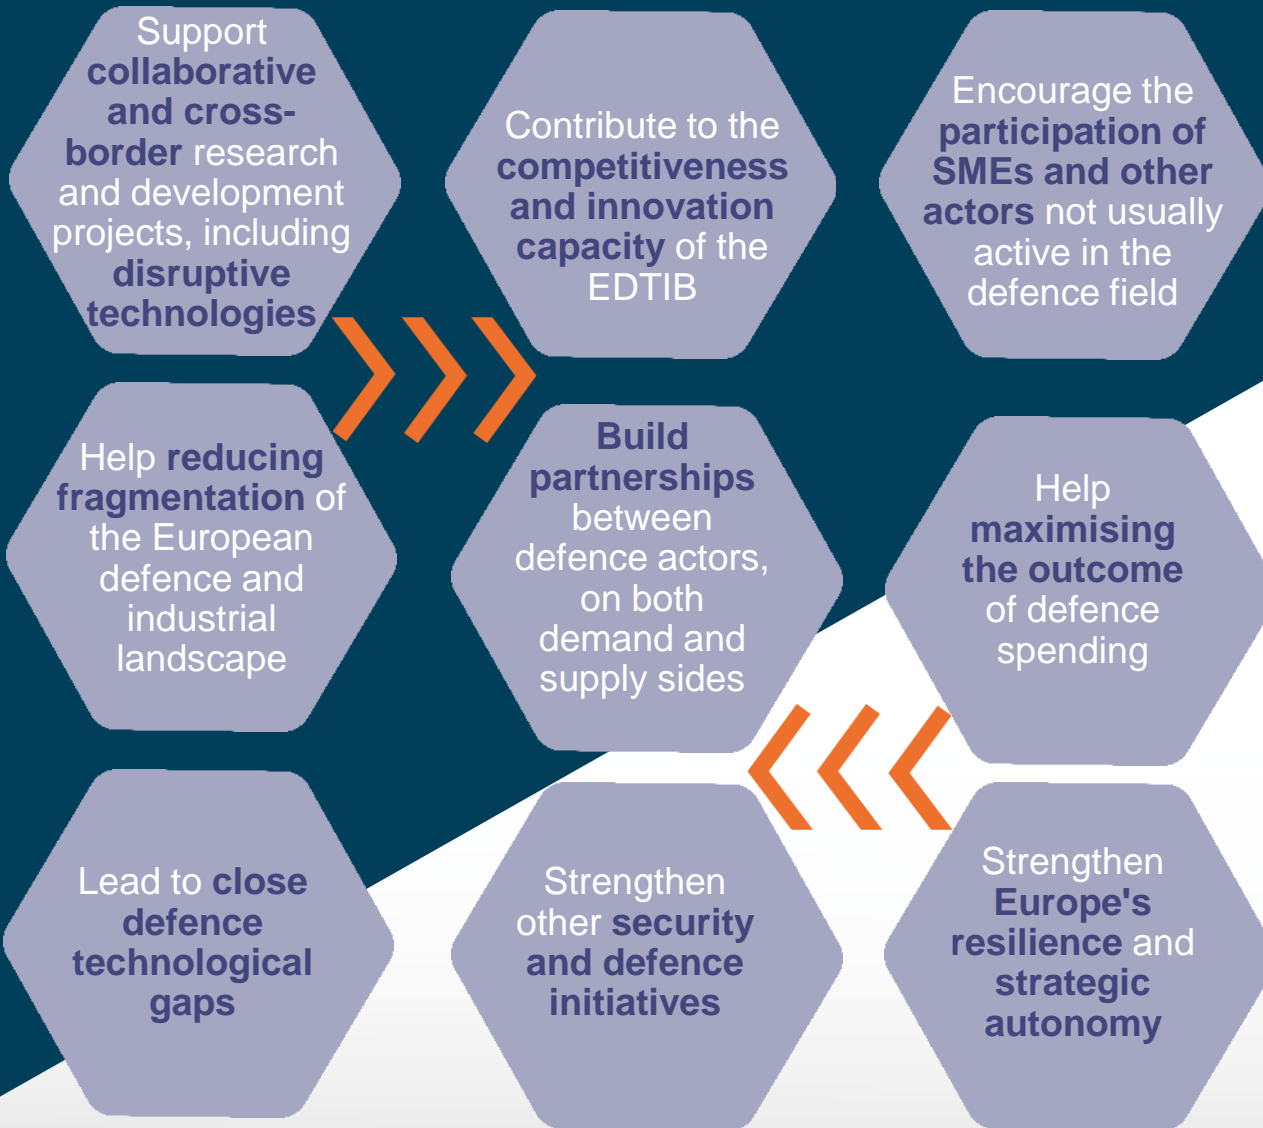 Support
collaborative
and cross-
border research
and development
projects, including
disruptive
technologies
Contribute to the
competitiveness
and innovation
capacity of the
EDTIB
Encourage the
participation of
SMEs and other
actors not usually
active in the
defence field
Help reducing
fragmentation of
the European
defence and
industrial
landscape
Build
partnerships
between
defence actors,
on both
demand and
supply sides
Help
maximising
the outcome
of defence
spending
Lead to close
defence
technological
gaps
Strengthen
other security
and defence
initiatives
Strengthen
Europe's
resilience and
strategic
autonomy